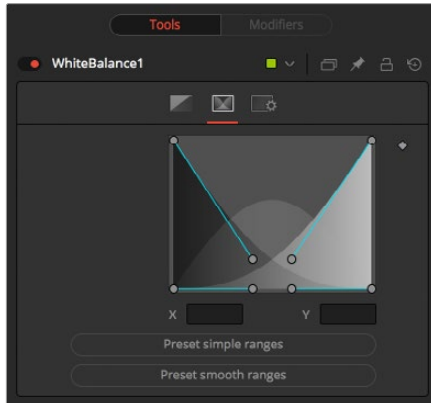 Tools
Modifiers
WhiteBalance1
X
Y
Preset simple ranges
Preset smooth ranges